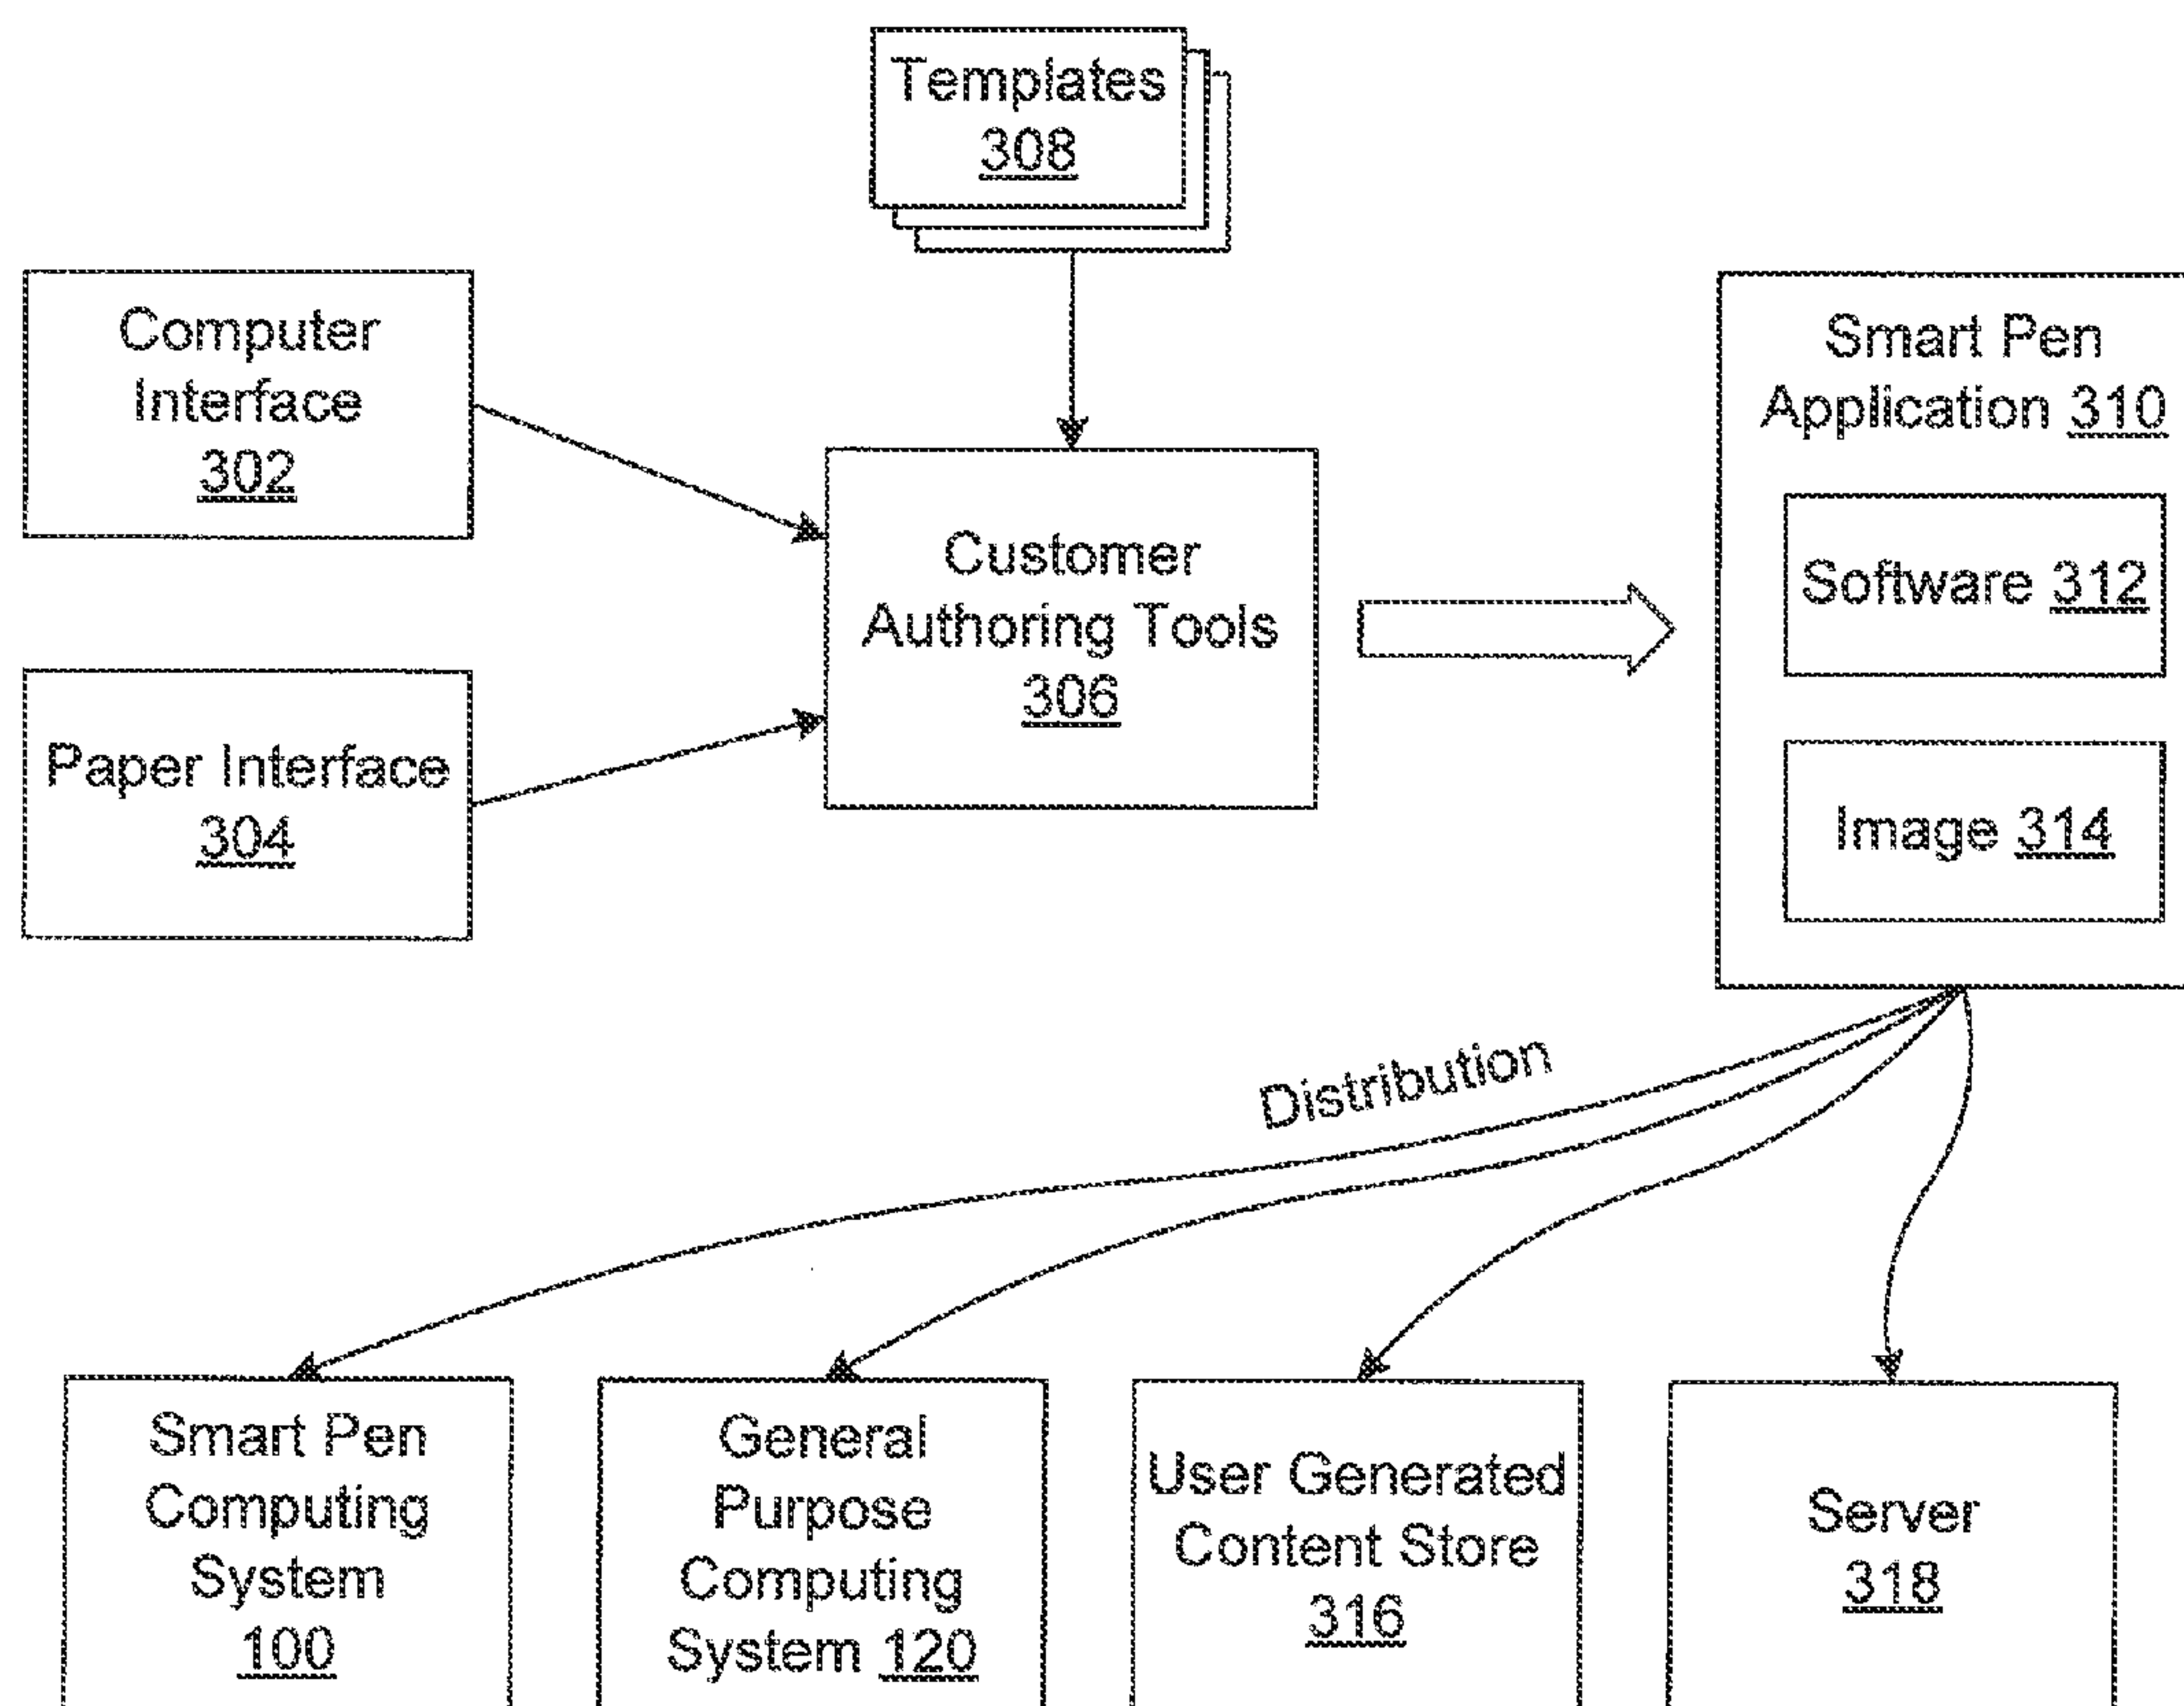 Templates
308
Computer
Interface
302
Customer
Authoring Tools
306
Paper Interface
304
Smart Pen
Application 310
Software 312
Image 314
Distribution
Smart Pen
Computing
System
100
General
Purpose
Computing
System 120
User Generated
Content Store
316
Server
318